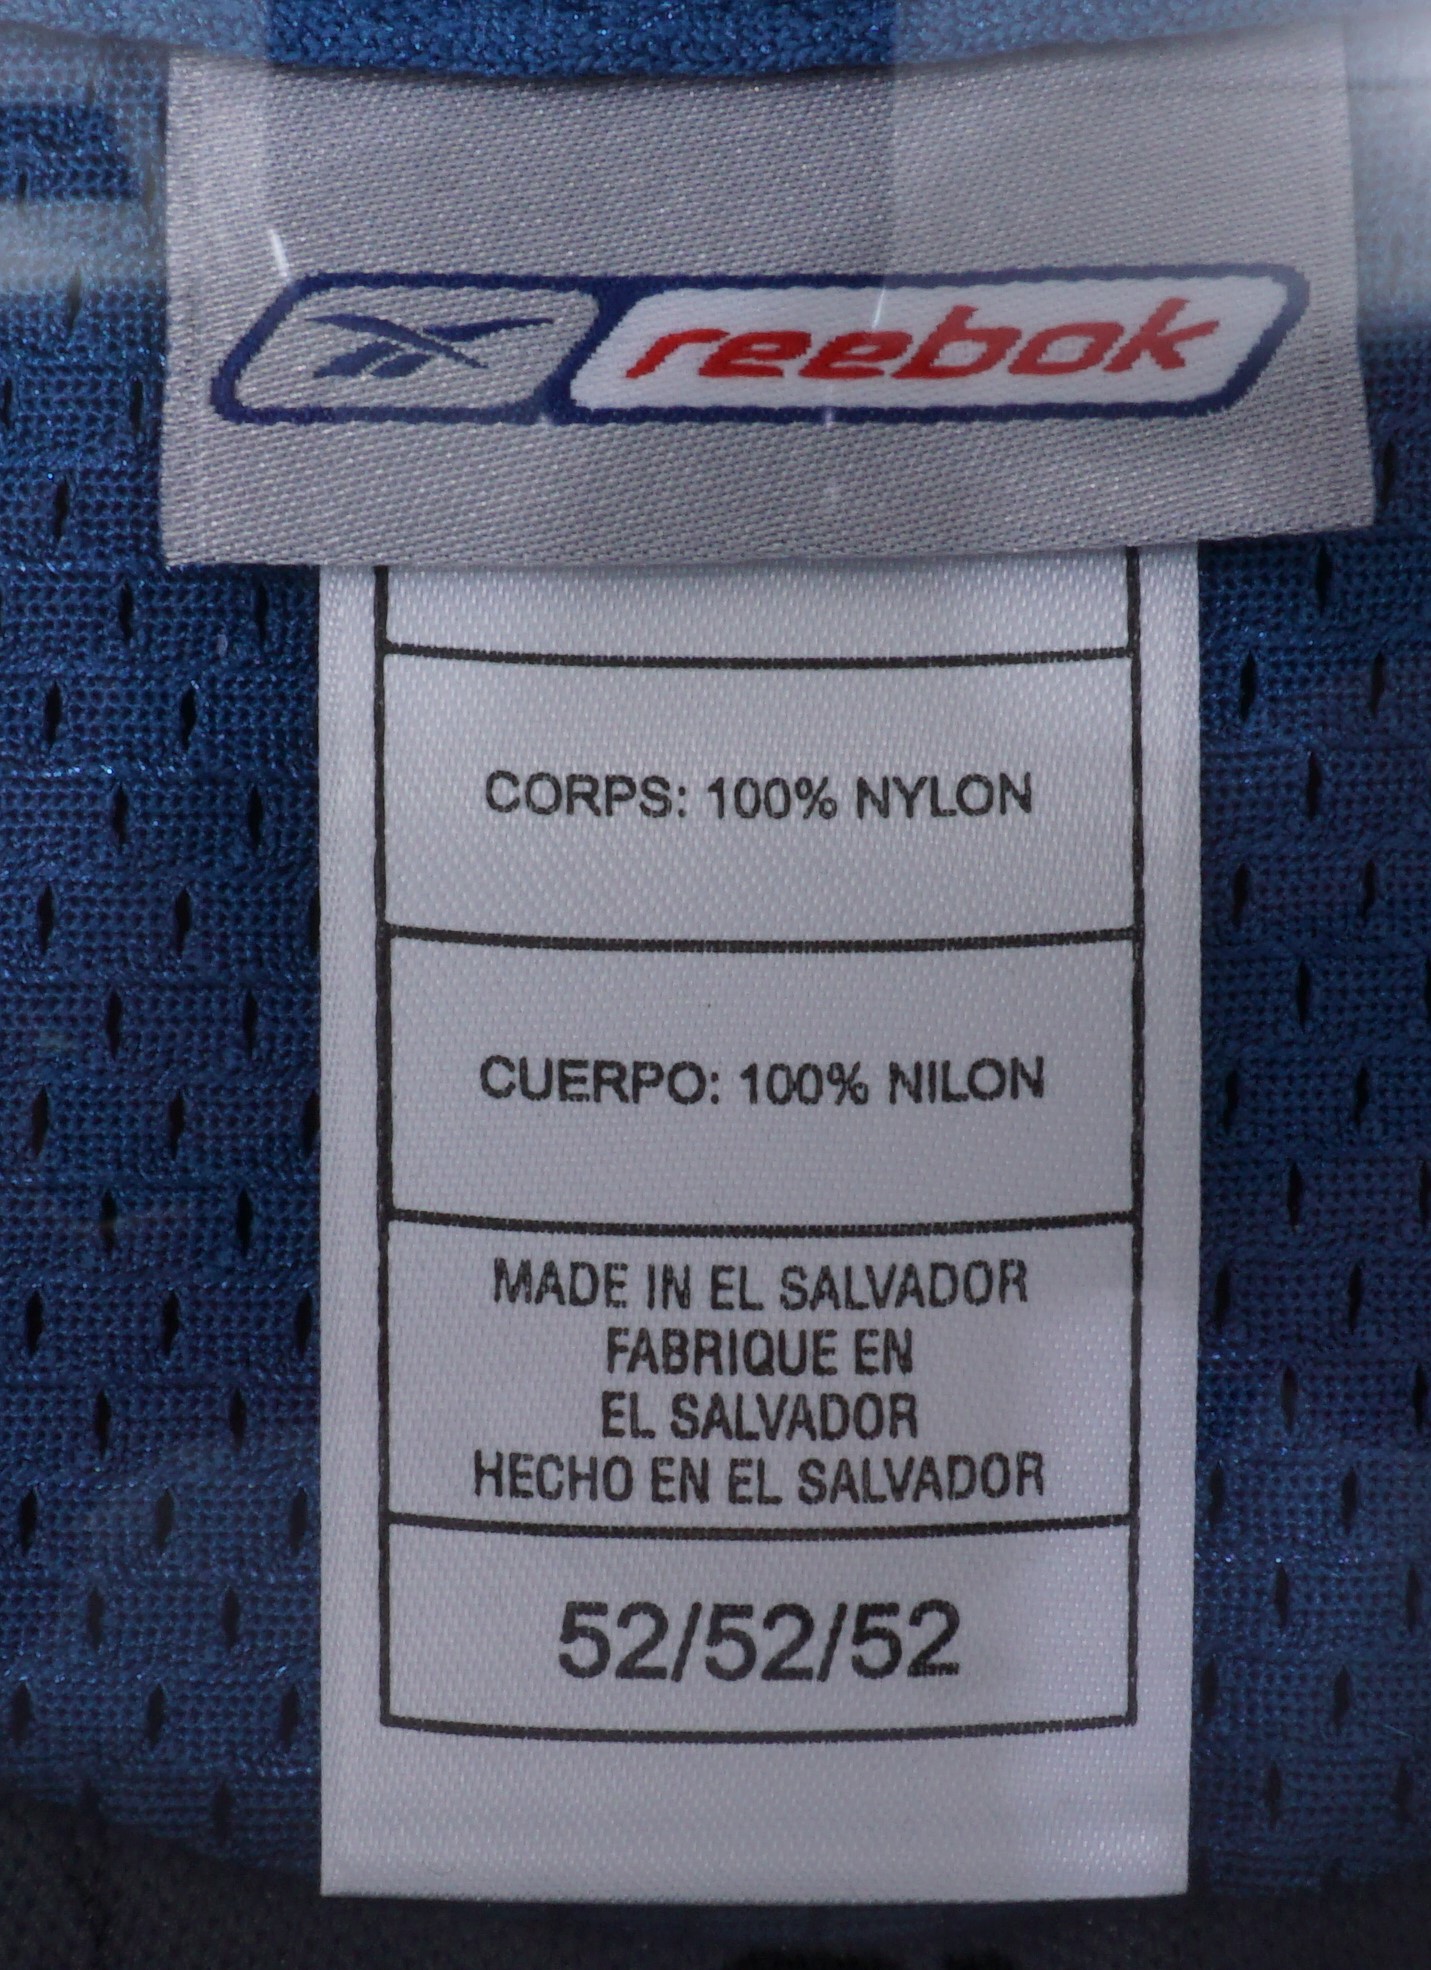 reebok
CORPS: 100% NYLON
CUERPO: 100% NILON
MADE IN EL SALVADOR
FABRIQUE EN
EL SALVADOR
HECHO EN EL SALVADOR
52/52/52